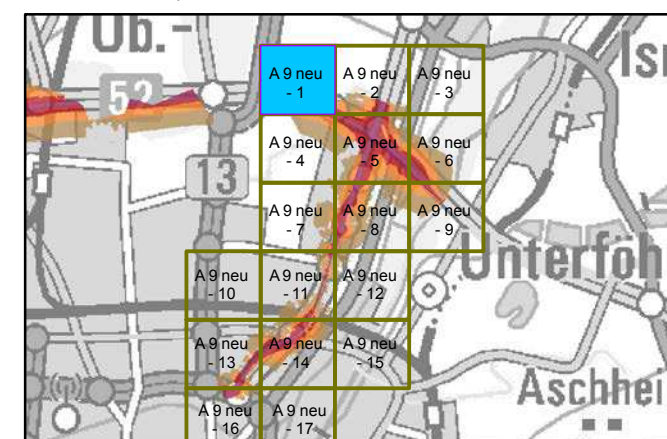 Ob.-
52
13
A 9 neu
- 1
A 9 neu
- 2
A 9 neu
- 3
A 9 neu
- 4
A 9 neu
- 5
A 9 neu
- 6
A 9 neu
- 7
A 9 neu
- 8
A 9 neu
- 9
A 9 neu
- 10
A 9 neu
- 11
A 9 neu
- 12
A 9 neu
- 13
A 9 neu
- 14
A 9 neu
- 15
A 9 neu
- 16
A 9 neu
- 17
Is
Unterföh
Aschhei